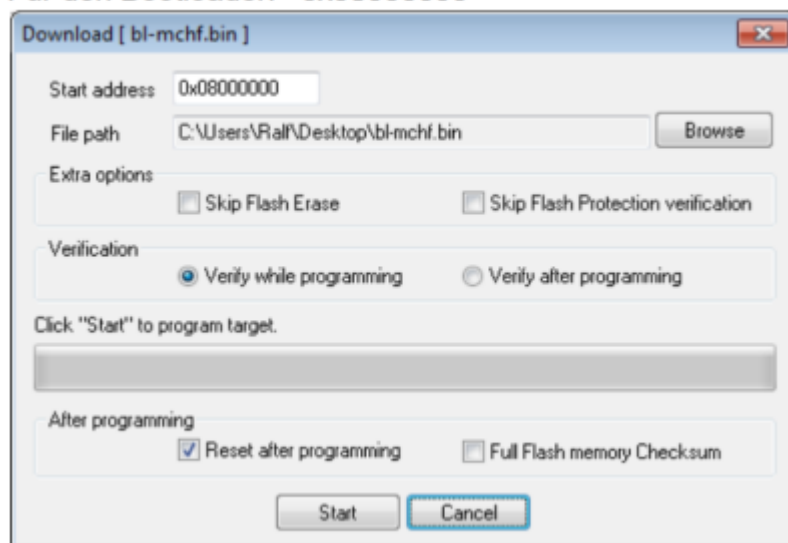 Download [ bl-mchf.bin ]
Start address 0x08000000
File path C:\Users\Ralf\Desktop\bl-mchf.bin Browse
Extra options
Skip Flash Erase Skip Flash Protection verification
Verification
Verify while programming Verify after programming
Click "Start" to program target.
After programming
Reset after programming Full Flash memory Checksum
Start Cancel